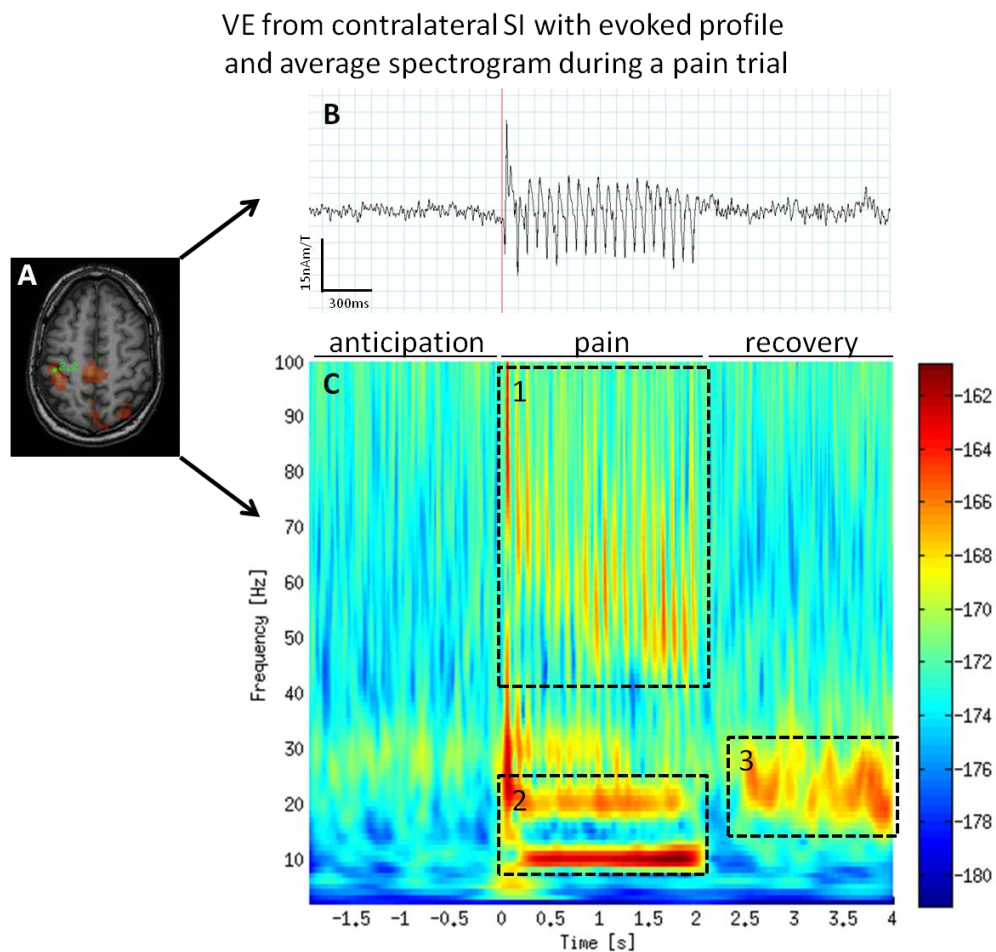 VE from contralateral SI with evoked profile
and average spectrogram during a pain trial
B
15nAm/T
300ms
A
anticipation
pain
recovery
C
1
2
3
100
90
80
70
60
50
40
30
20
10
Frequency [Hz]
-1.5 -1 -0.5 0 0.5 1 1.5 2 2.5 3 3.5 4
Time [s]
-162
-164
-166
-168
-170
-172
-174
-176
-178
-180